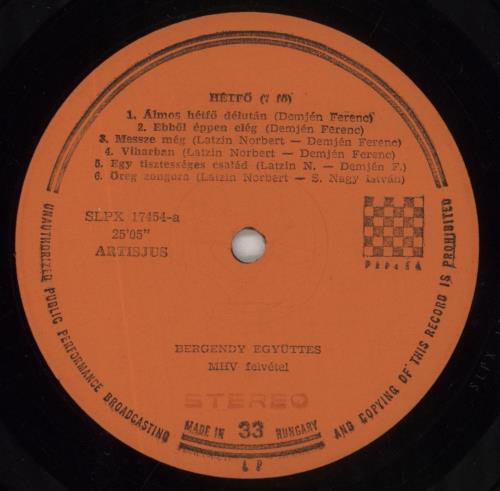 HÉTFŐ (7 fő)
1. Álmos hétfő délután (Demjén Ferenc)
2. Ebből éppen elég (Demjén Ferenc)
3. Messze még (Latzin Norbert — Demjén Ferenc)
4. Viharban (Latzin Norbert — Demjén Ferenc)
5. Egy tisztességes család (Latzin N. — Demjén F.)
6. Öreg zongora (Latzin Norbert — S. Nagy István)
SLPX 17454-a
25'05"
ARTISJUS
Pepita
BERGENDY EGYÜTTES
MHV felvétel
STEREO
MADE IN 33 HUNGARY
LP
UNAUTHORIZED PUBLIC PERFORMANCE BROADCASTING AND COPYING OF THIS RECORD IS PROHIBITED